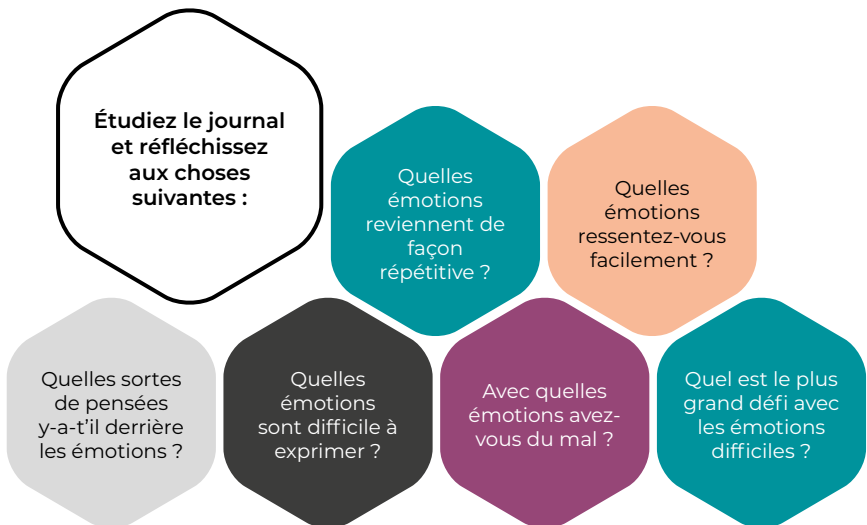 Étudiez le journal
et réfléchissez
aux choses
suivantes :
Quelles
émotions
reviennent de
façon
répétitive ?
Quelles
émotions
ressentez-vous
facilement ?
Quelles sortes
de pensées
y-a-t’il derrière
les émotions ?
Quelles
émotions
sont difficile à
exprimer ?
Avec quelles
émotions avez-
vous du mal ?
Quel est le plus
grand défi avec
les émotions
difficiles ?